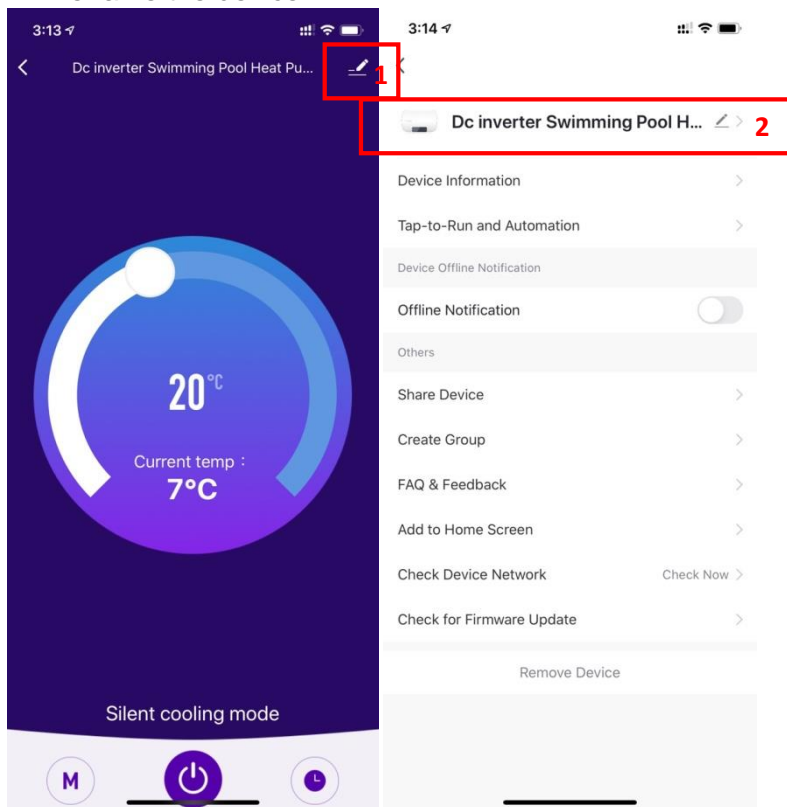 3:13
Dc inverter Swimming Pool Heat Pu...
1
20°C
Current temp :
7°C
Silent cooling mode
M
3:14
Dc inverter Swimming Pool H...
2
Device Information
Tap-to-Run and Automation
Device Offline Notification
Offline Notification
Others
Share Device
Create Group
FAQ & Feedback
Add to Home Screen
Check Device Network Check Now
Check for Firmware Update
Remove Device